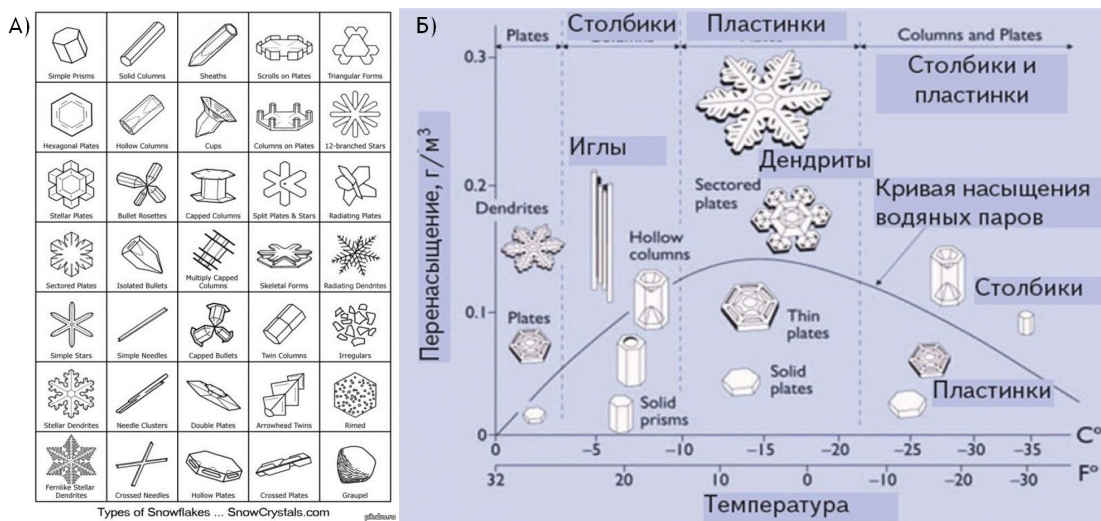 А)
Simple Prisms
Solid Columns
Sheaths
Scrolls on Plates
Triangular Forms
Hexagonal Plates
Hollow Columns
Cups
Columns on Plates
12-branched Stars
Stellar Plates
Bullet Rosettes
Capped Columns
Split Plates & Stars
Radiating Plates
Sectored Plates
Isolated Bullets
Multiply Capped
Columns
Skeletal Forms
Radiating Dendrites
Simple Stars
Simple Needles
Capped Bullets
Twin Columns
Irregulars
Stellar Dendrites
Needle Clusters
Double Plates
Arrowhead Twins
Rimed
Fernlike Stellar
Dendrites
Crossed Needles
Hollow Plates
Crossed Plates
Graupel
Types of Snowflakes ... SnowCrystals.com
pikabu.ru
Б)
Plates
Столбики
Пластинки
Columns and Plates
Столбики и
пластинки
Перенасыщение, г/м³
0.3
0.2
0.1
0
Иглы
Дендриты
Dendrites
Sectored
plates
Кривая насыщения
водяных паров
Hollow
columns
Столбики
Plates
Thin
plates
Solid
plates
Пластинки
Solid
prisms
0 −5 −10 −15 −20 −25 −30 −35 C°
32 20 10 0 −10 −20 −30 F°
Температура